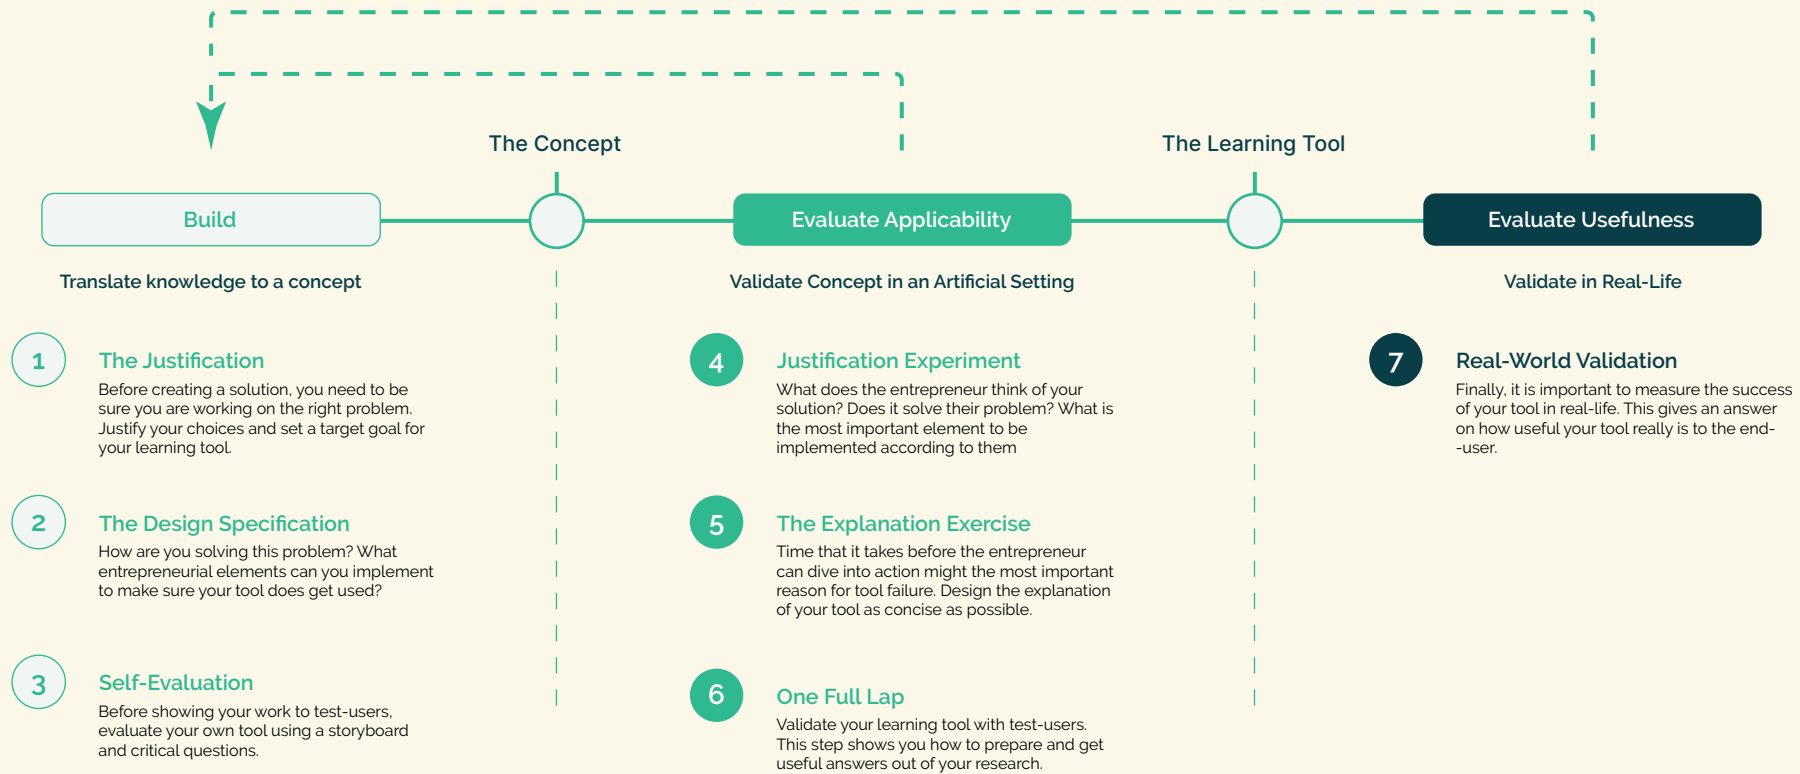 The Concept
The Learning Tool
Build
Evaluate Applicability
Evaluate Usefulness
Translate knowledge to a concept
Validate Concept in an Artificial Setting
Validate in Real-Life
1
The Justification
Before creating a solution, you need to be
sure you are working on the right problem.
Justify your choices and set a target goal for
your learning tool.
2
The Design Specification
How are you solving this problem? What
entrepreneurial elements can you implement
to make sure your tool does get used?
3
Self-Evaluation
Before showing your work to test-users,
evaluate your own tool using a storyboard
and critical questions.
4
Justification Experiment
What does the entrepreneur think of your
solution? Does it solve their problem? What is
the most important element to be
implemented according to them
5
The Explanation Exercise
Time that it takes before the entrepreneur
can dive into action might the most important
reason for tool failure. Design the explanation
of your tool as concise as possible.
6
One Full Lap
Validate your learning tool with test-users.
This step shows you how to prepare and get
useful answers out of your research.
7
Real-World Validation
Finally, it is important to measure the success
of your tool in real-life. This gives an answer
on how useful your tool really is to the end-
-user.